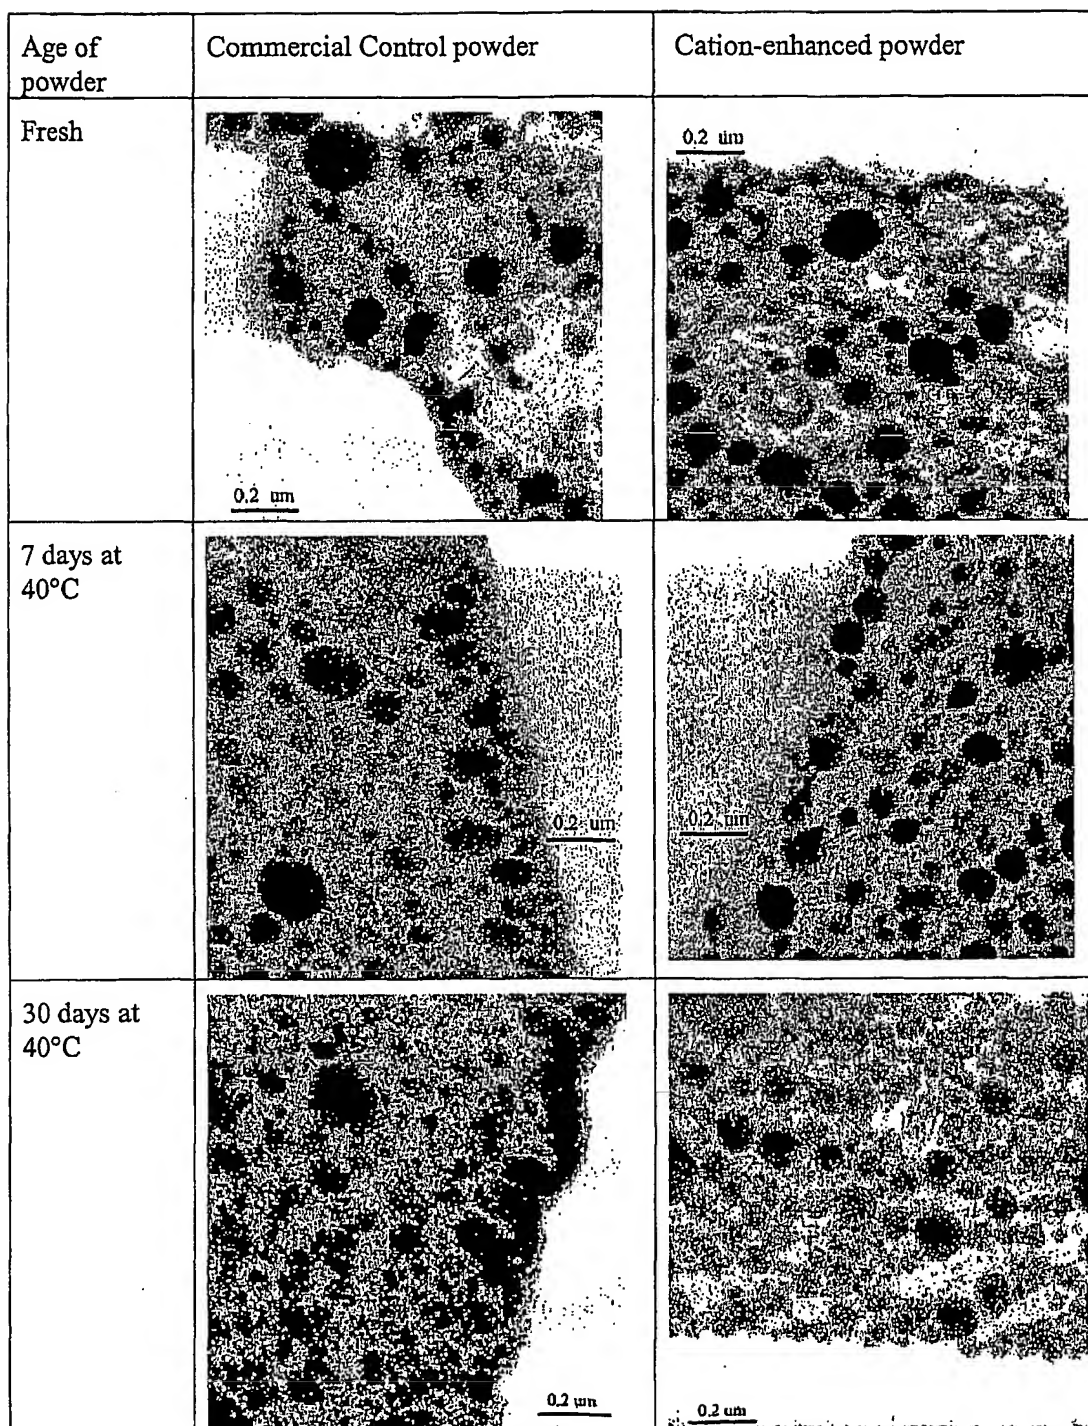 Age of
powder
Commercial Control powder
Cation-enhanced powder
Fresh
0.2 um
0.2 um
7 days at
40°C
0.2 um
0.2 um
30 days at
40°C
0.2 um
0.2 um